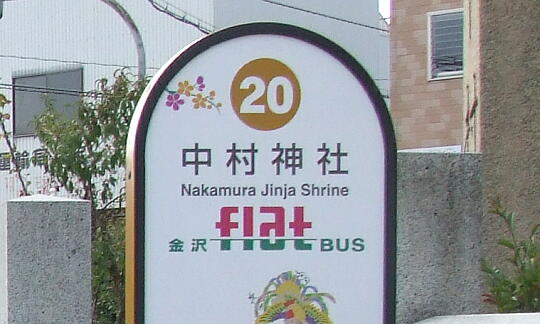 20
中村神社
Nakamura Jinja Shrine
金沢 flat BUS